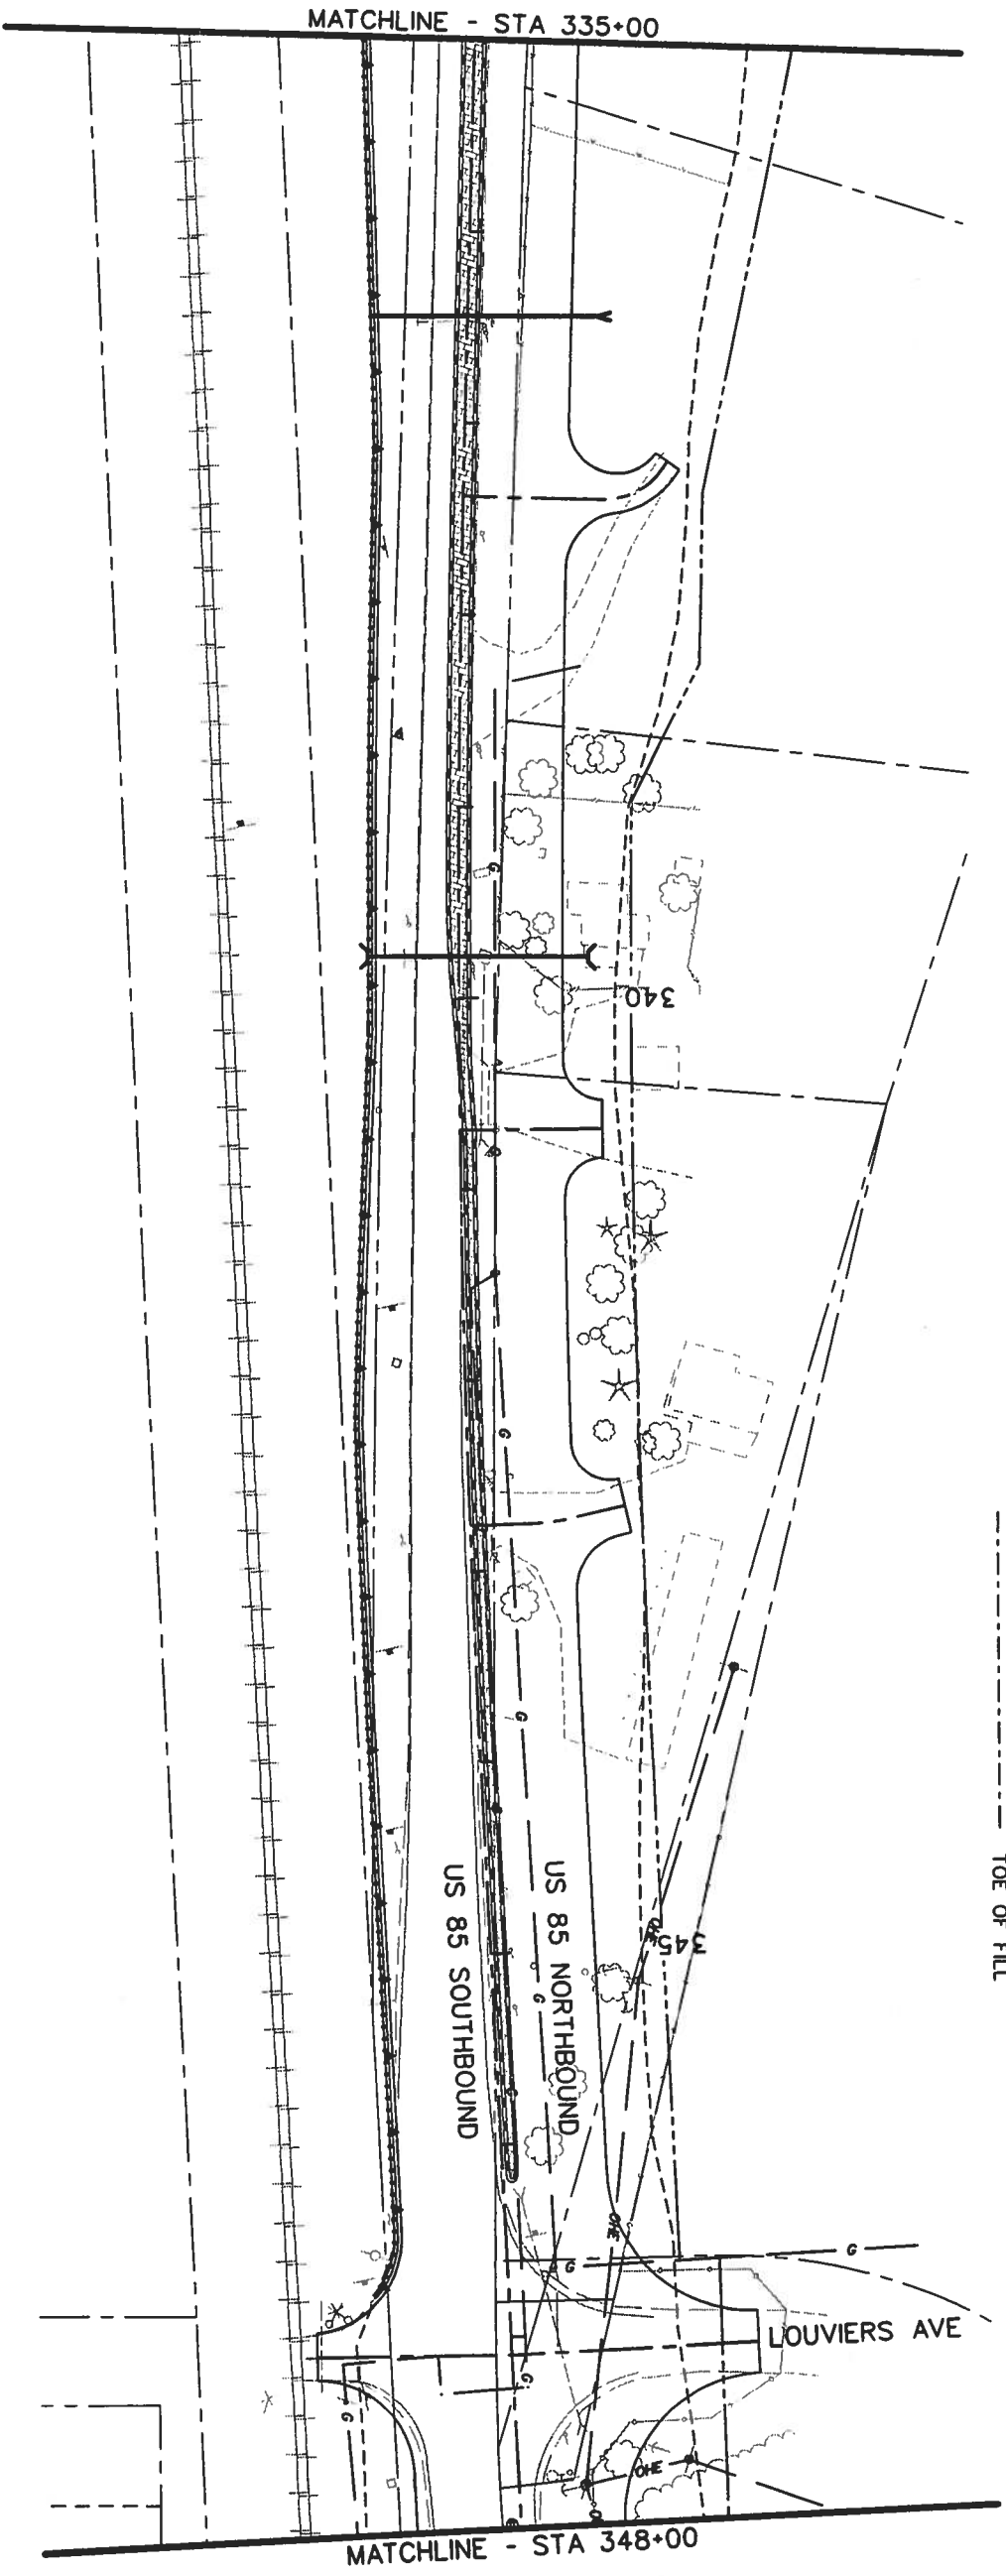 MATCHLINE - STA 335+00
G
340
G
G
G
US 85 NORTHBOUND
US 85 SOUTHBOUND
OHE
345
G
TOE OF FILL
OHE
G
G
LOUVIERS AVE
G
G
OHE
MATCHLINE - STA 348+00